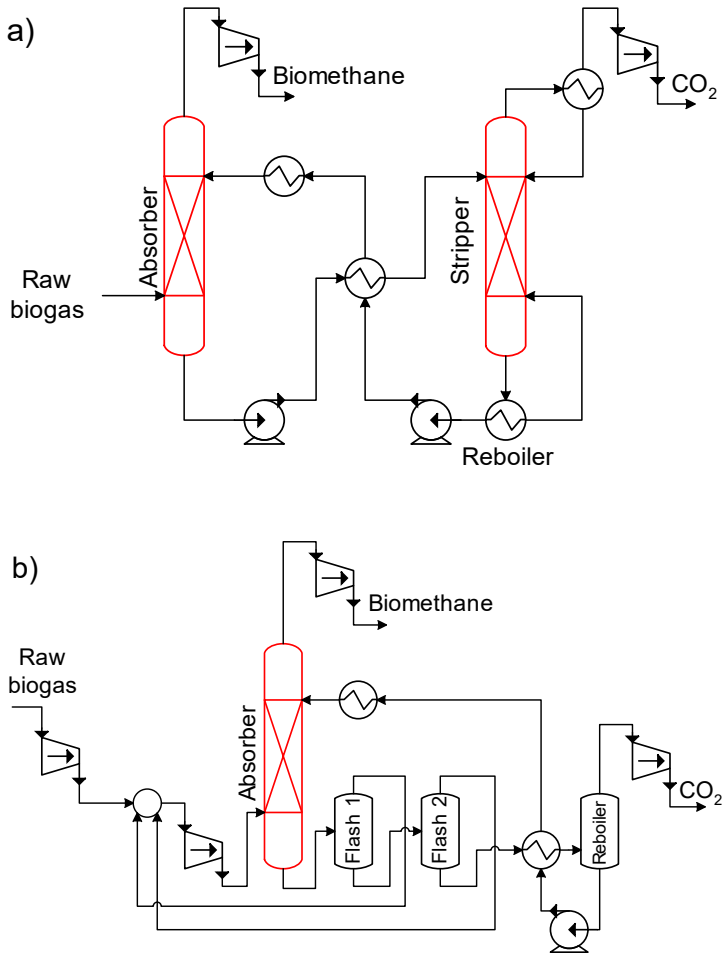 a)
Biomethane
CO2
Absorber
Stripper
Raw
biogas
Reboiler
b)
Biomethane
Raw
biogas
Absorber
Flash 1
Flash 2
Reboiler
CO2